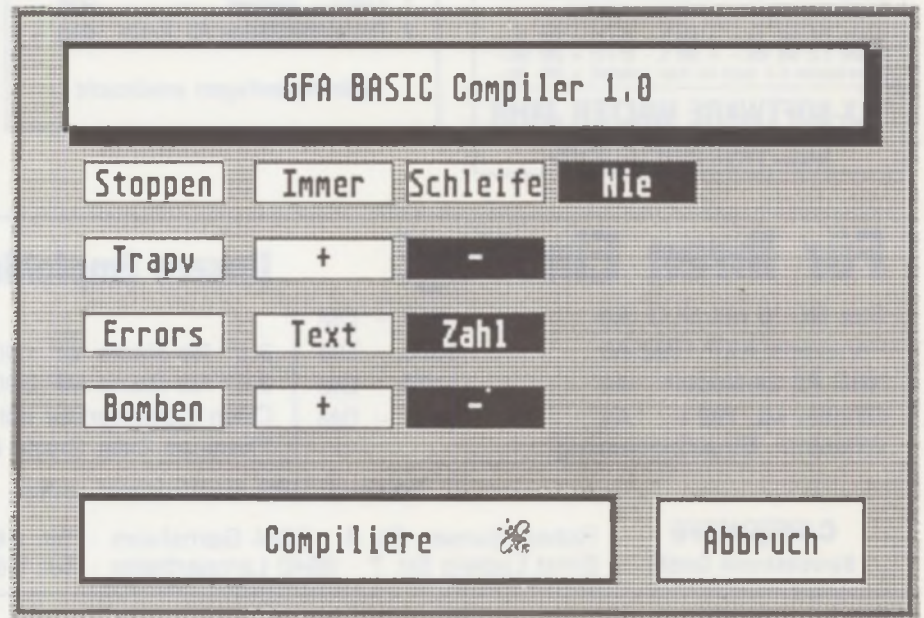 GFA BASIC Compiler 1.0
Stoppen Immer Schleife Nie
Trapv + -
Errors Text Zahl
Bomben + -
Compiliere Abbruch